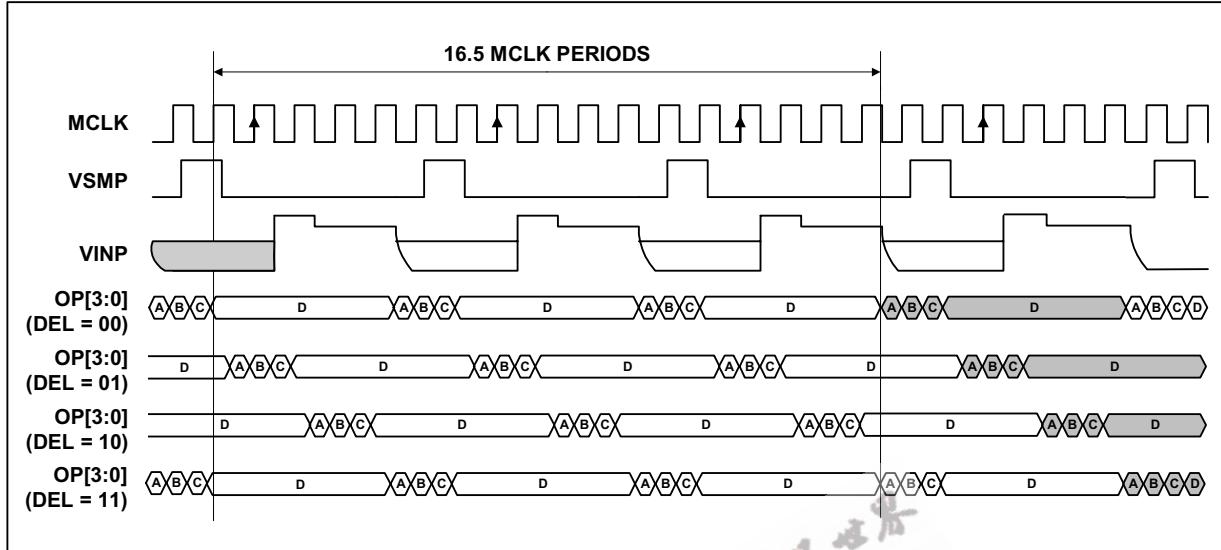 16.5 MCLK PERIODS
MCLK
VSMP
VINP
OP[3:0]
(DEL = 00)
A B C D A B C D A B C D A B C D A B C D
OP[3:0]
(DEL = 01)
D A B C D A B C D A B C D A B C D
OP[3:0]
(DEL = 10)
D A B C D A B C D A B C D A B C D
OP[3:0]
(DEL = 11)
A B C D A B C D A B C D A B C D A B C D